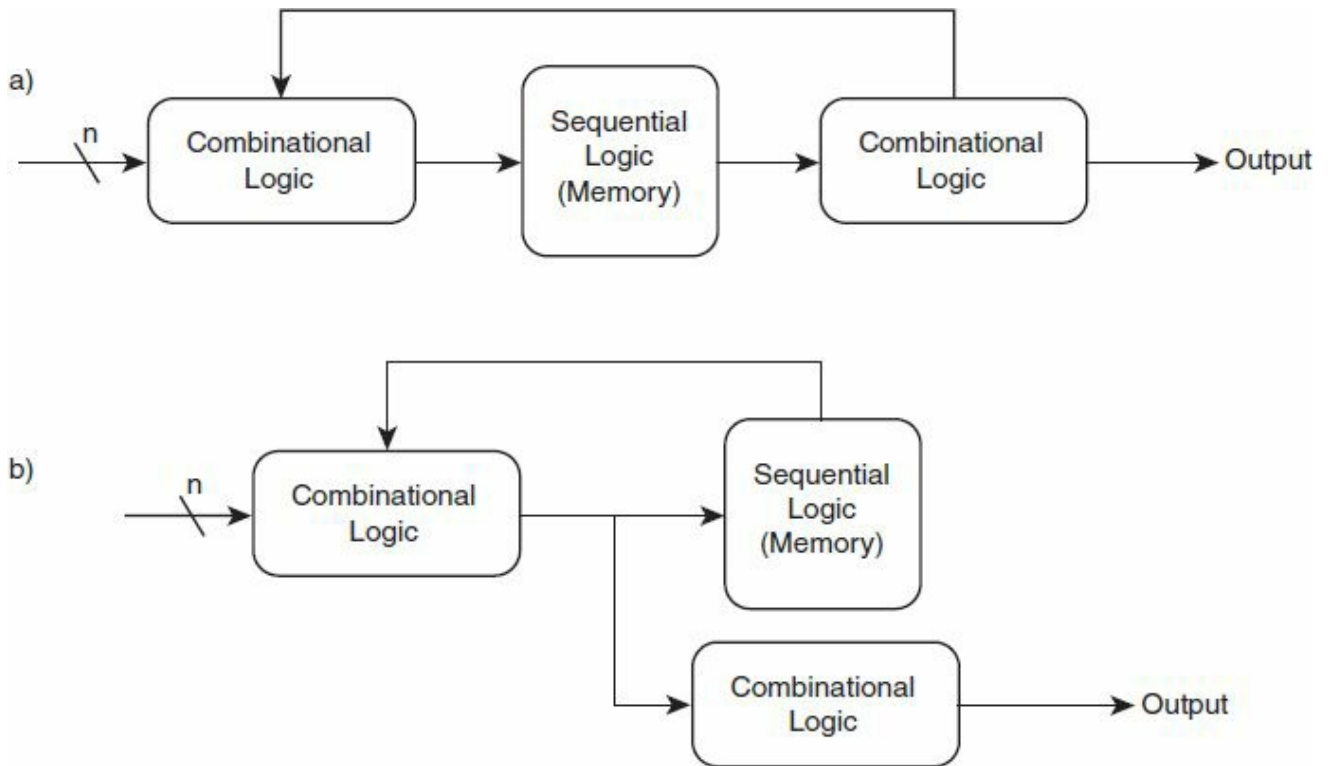 a)
n
Combinational
Logic
Sequential
Logic
(Memory)
Combinational
Logic
Output
b)
n
Combinational
Logic
Sequential
Logic
(Memory)
Combinational
Logic
Output